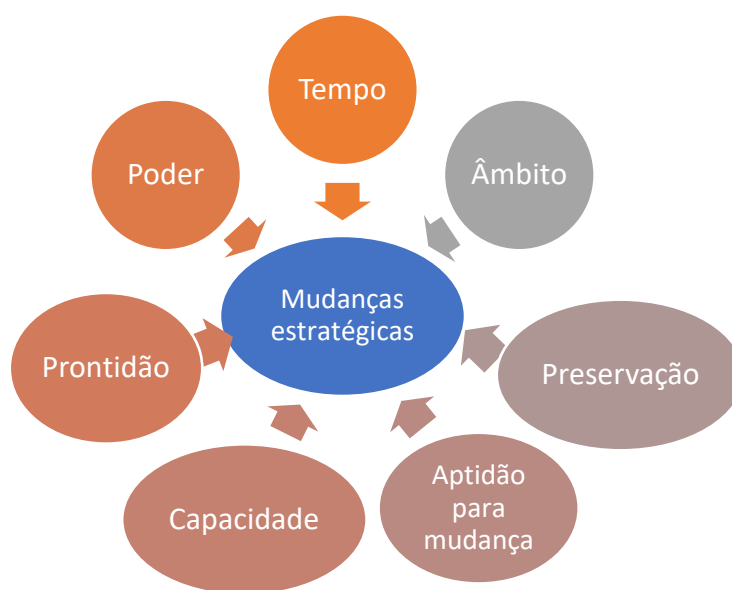 Tempo
Poder
Âmbito
Mudanças
estratégicas
Prontidão
Preservação
Capacidade
Aptidão
para
mudança